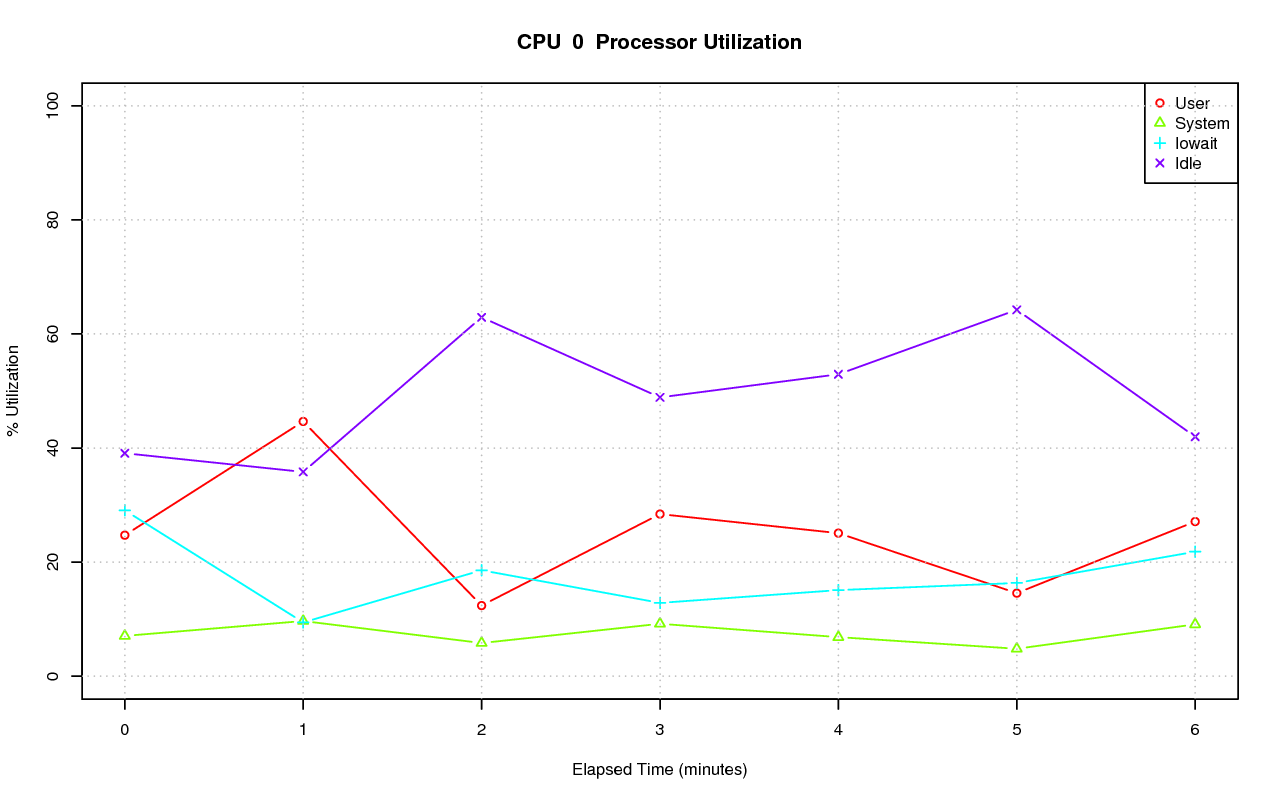 CPU  0  Processor Utilization
User
System
Iowait
Idle
100
80
60
40
20
0
% Utilization
0 1 2 3 4 5 6
Elapsed Time (minutes)